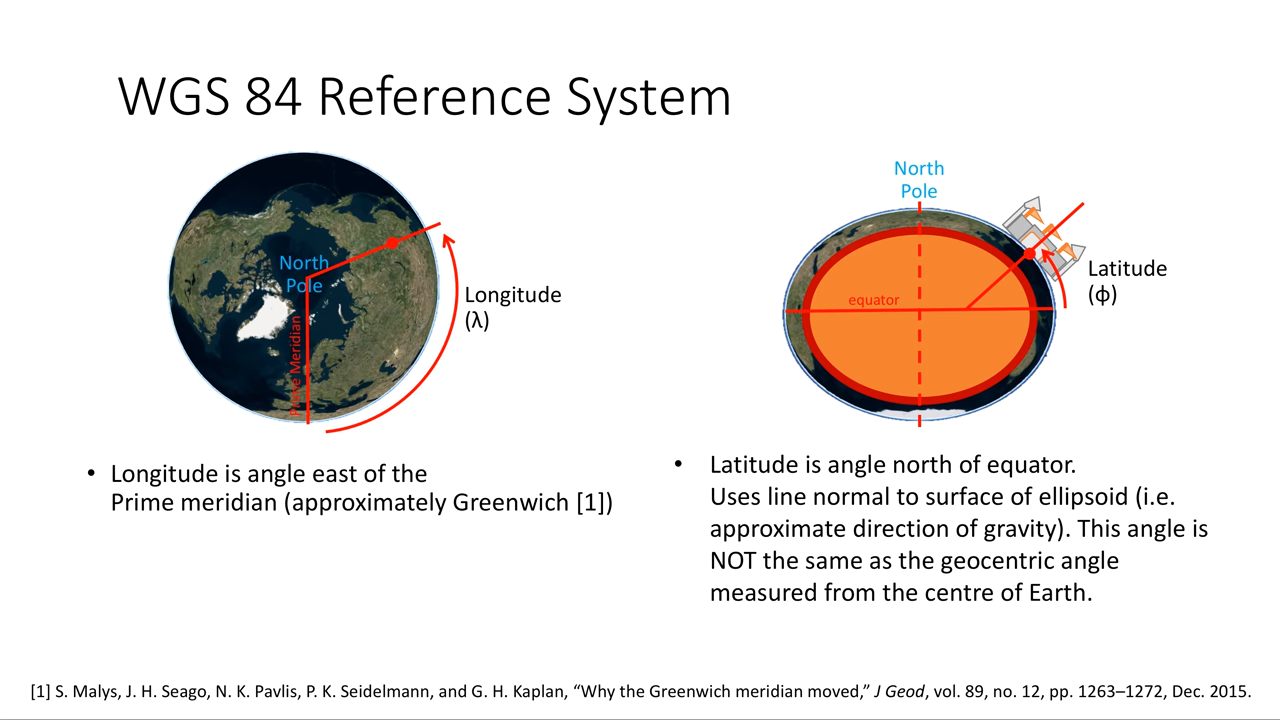 WGS 84 Reference System
North
Pole
Prime Meridian
Longitude
(λ)
North
Pole
equator
Latitude
(ϕ)
• Longitude is angle east of the
Prime meridian (approximately Greenwich [1])
• Latitude is angle north of equator.
Uses line normal to surface of ellipsoid (i.e.
approximate direction of gravity). This angle is
NOT the same as the geocentric angle
measured from the centre of Earth.
[1] S. Malys, J. H. Seago, N. K. Pavlis, P. K. Seidelmann, and G. H. Kaplan, “Why the Greenwich meridian moved,” J Geod, vol. 89, no. 12, pp. 1263–1272, Dec. 2015.